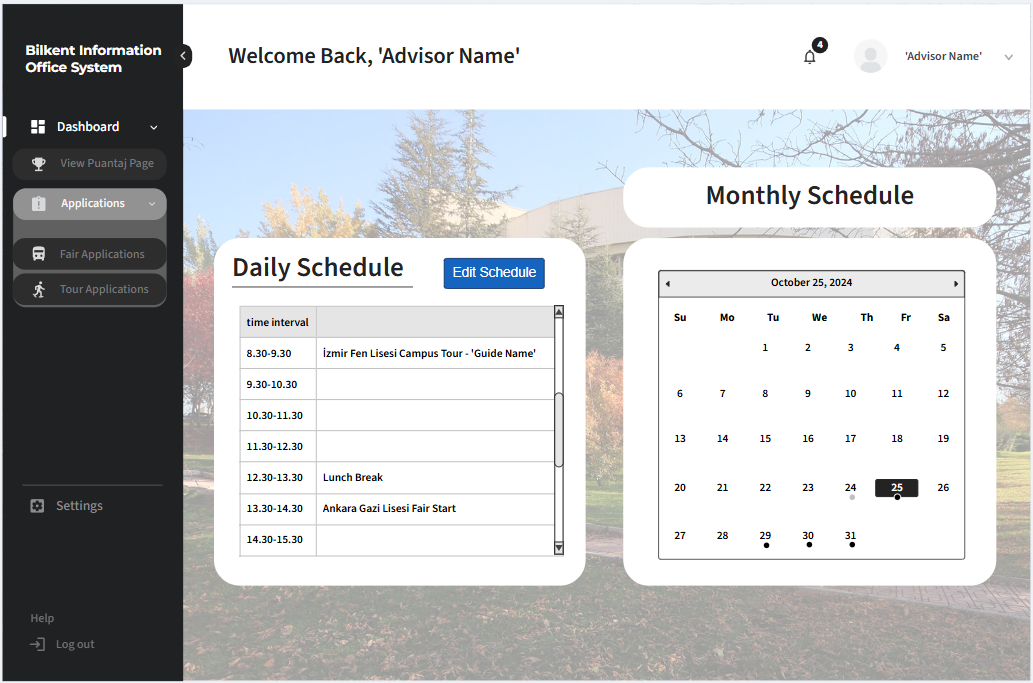 Bilkent Information
Office System
Welcome Back, 'Advisor Name'
4
'Advisor Name'
Dashboard
View Puantaj Page
Applications
Fair Applications
Tour Applications
Settings
Help
Log out
Daily Schedule
Edit Schedule
time interval
8.30-9.30 İzmir Fen Lisesi Campus Tour - 'Guide Name'
9.30-10.30
10.30-11.30
11.30-12.30
12.30-13.30 Lunch Break
13.30-14.30 Ankara Gazi Lisesi Fair Start
14.30-15.30
Monthly Schedule
October 25, 2024
Su Mo Tu We Th Fr Sa
1 2 3 4 5
6 7 8 9 10 11 12
13 14 15 16 17 18 19
20 21 22 23 24 25 26
27 28 29 30 31